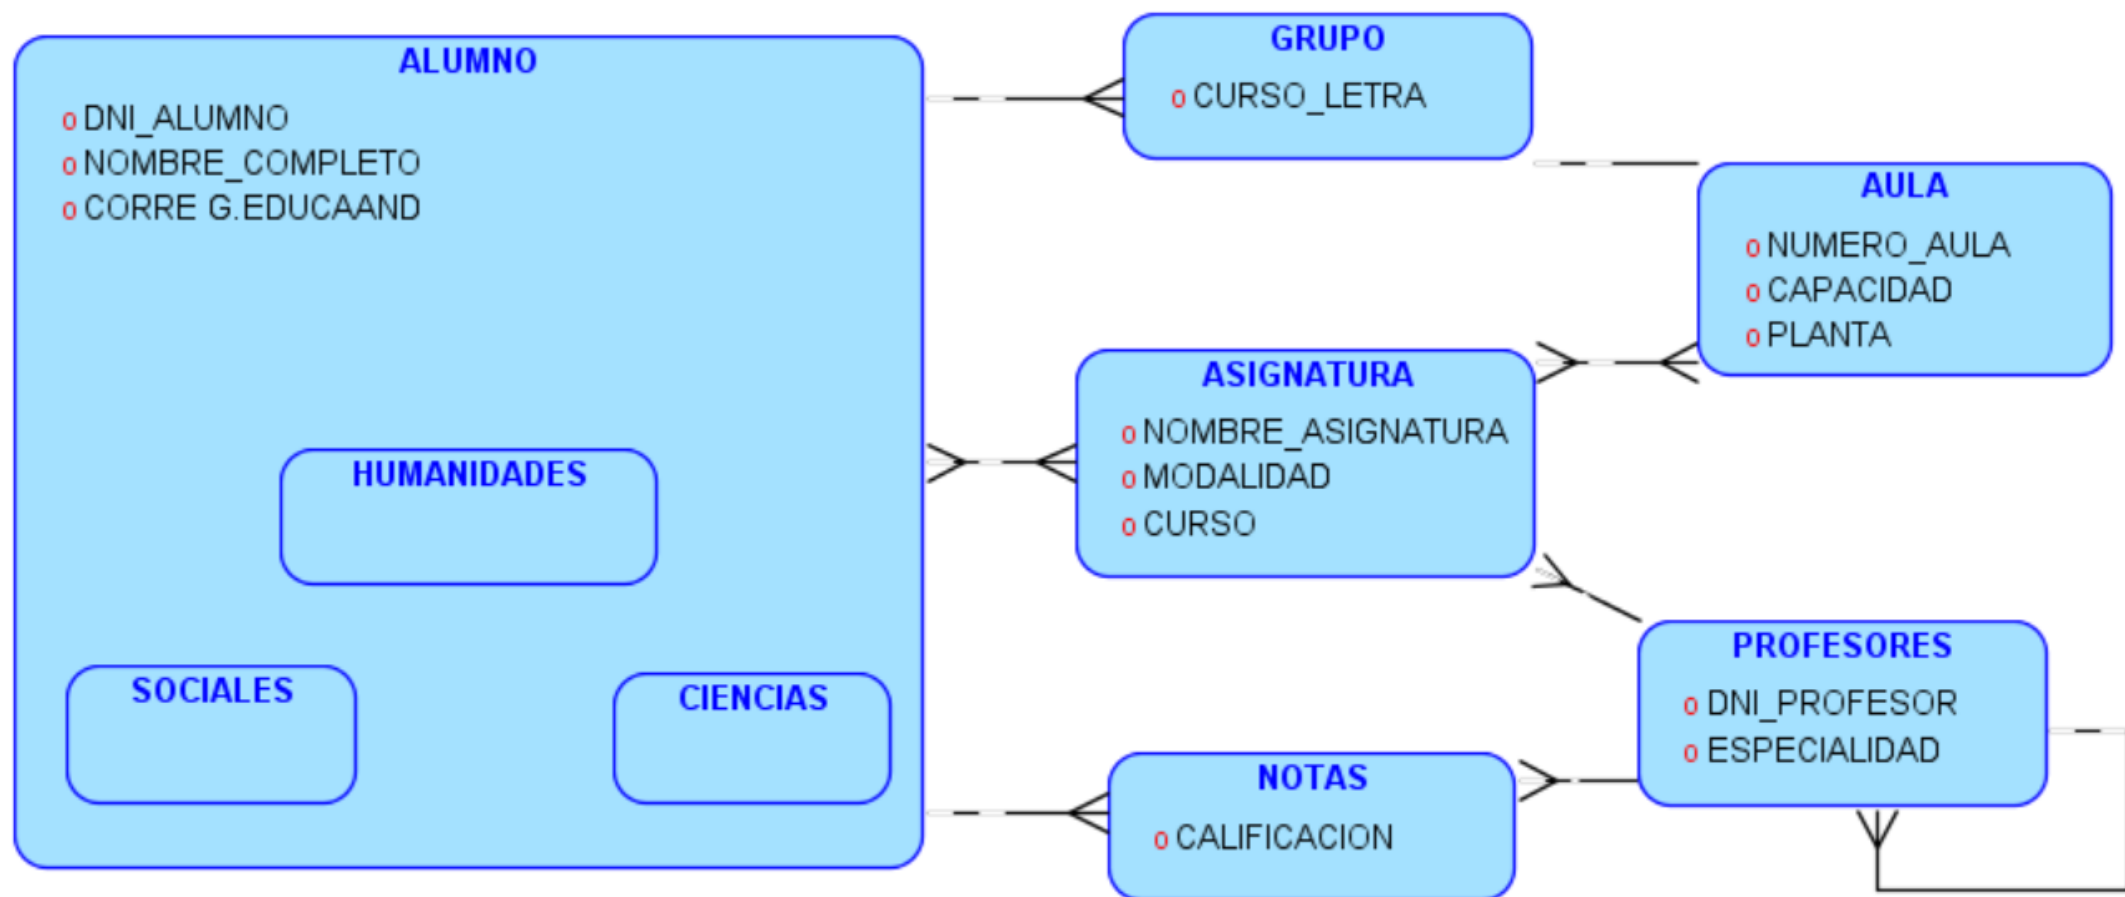 ALUMNO
o DNI_ALUMNO
o NOMBRE_COMPLETO
o CORRE G.EDUCAAND
HUMANIDADES
SOCIALES
CIENCIAS
GRUPO
o CURSO_LETRA
AULA
o NUMERO_AULA
o CAPACIDAD
o PLANTA
ASIGNATURA
o NOMBRE_ASIGNATURA
o MODALIDAD
o CURSO
PROFESORES
o DNI_PROFESOR
o ESPECIALIDAD
NOTAS
o CALIFICACION